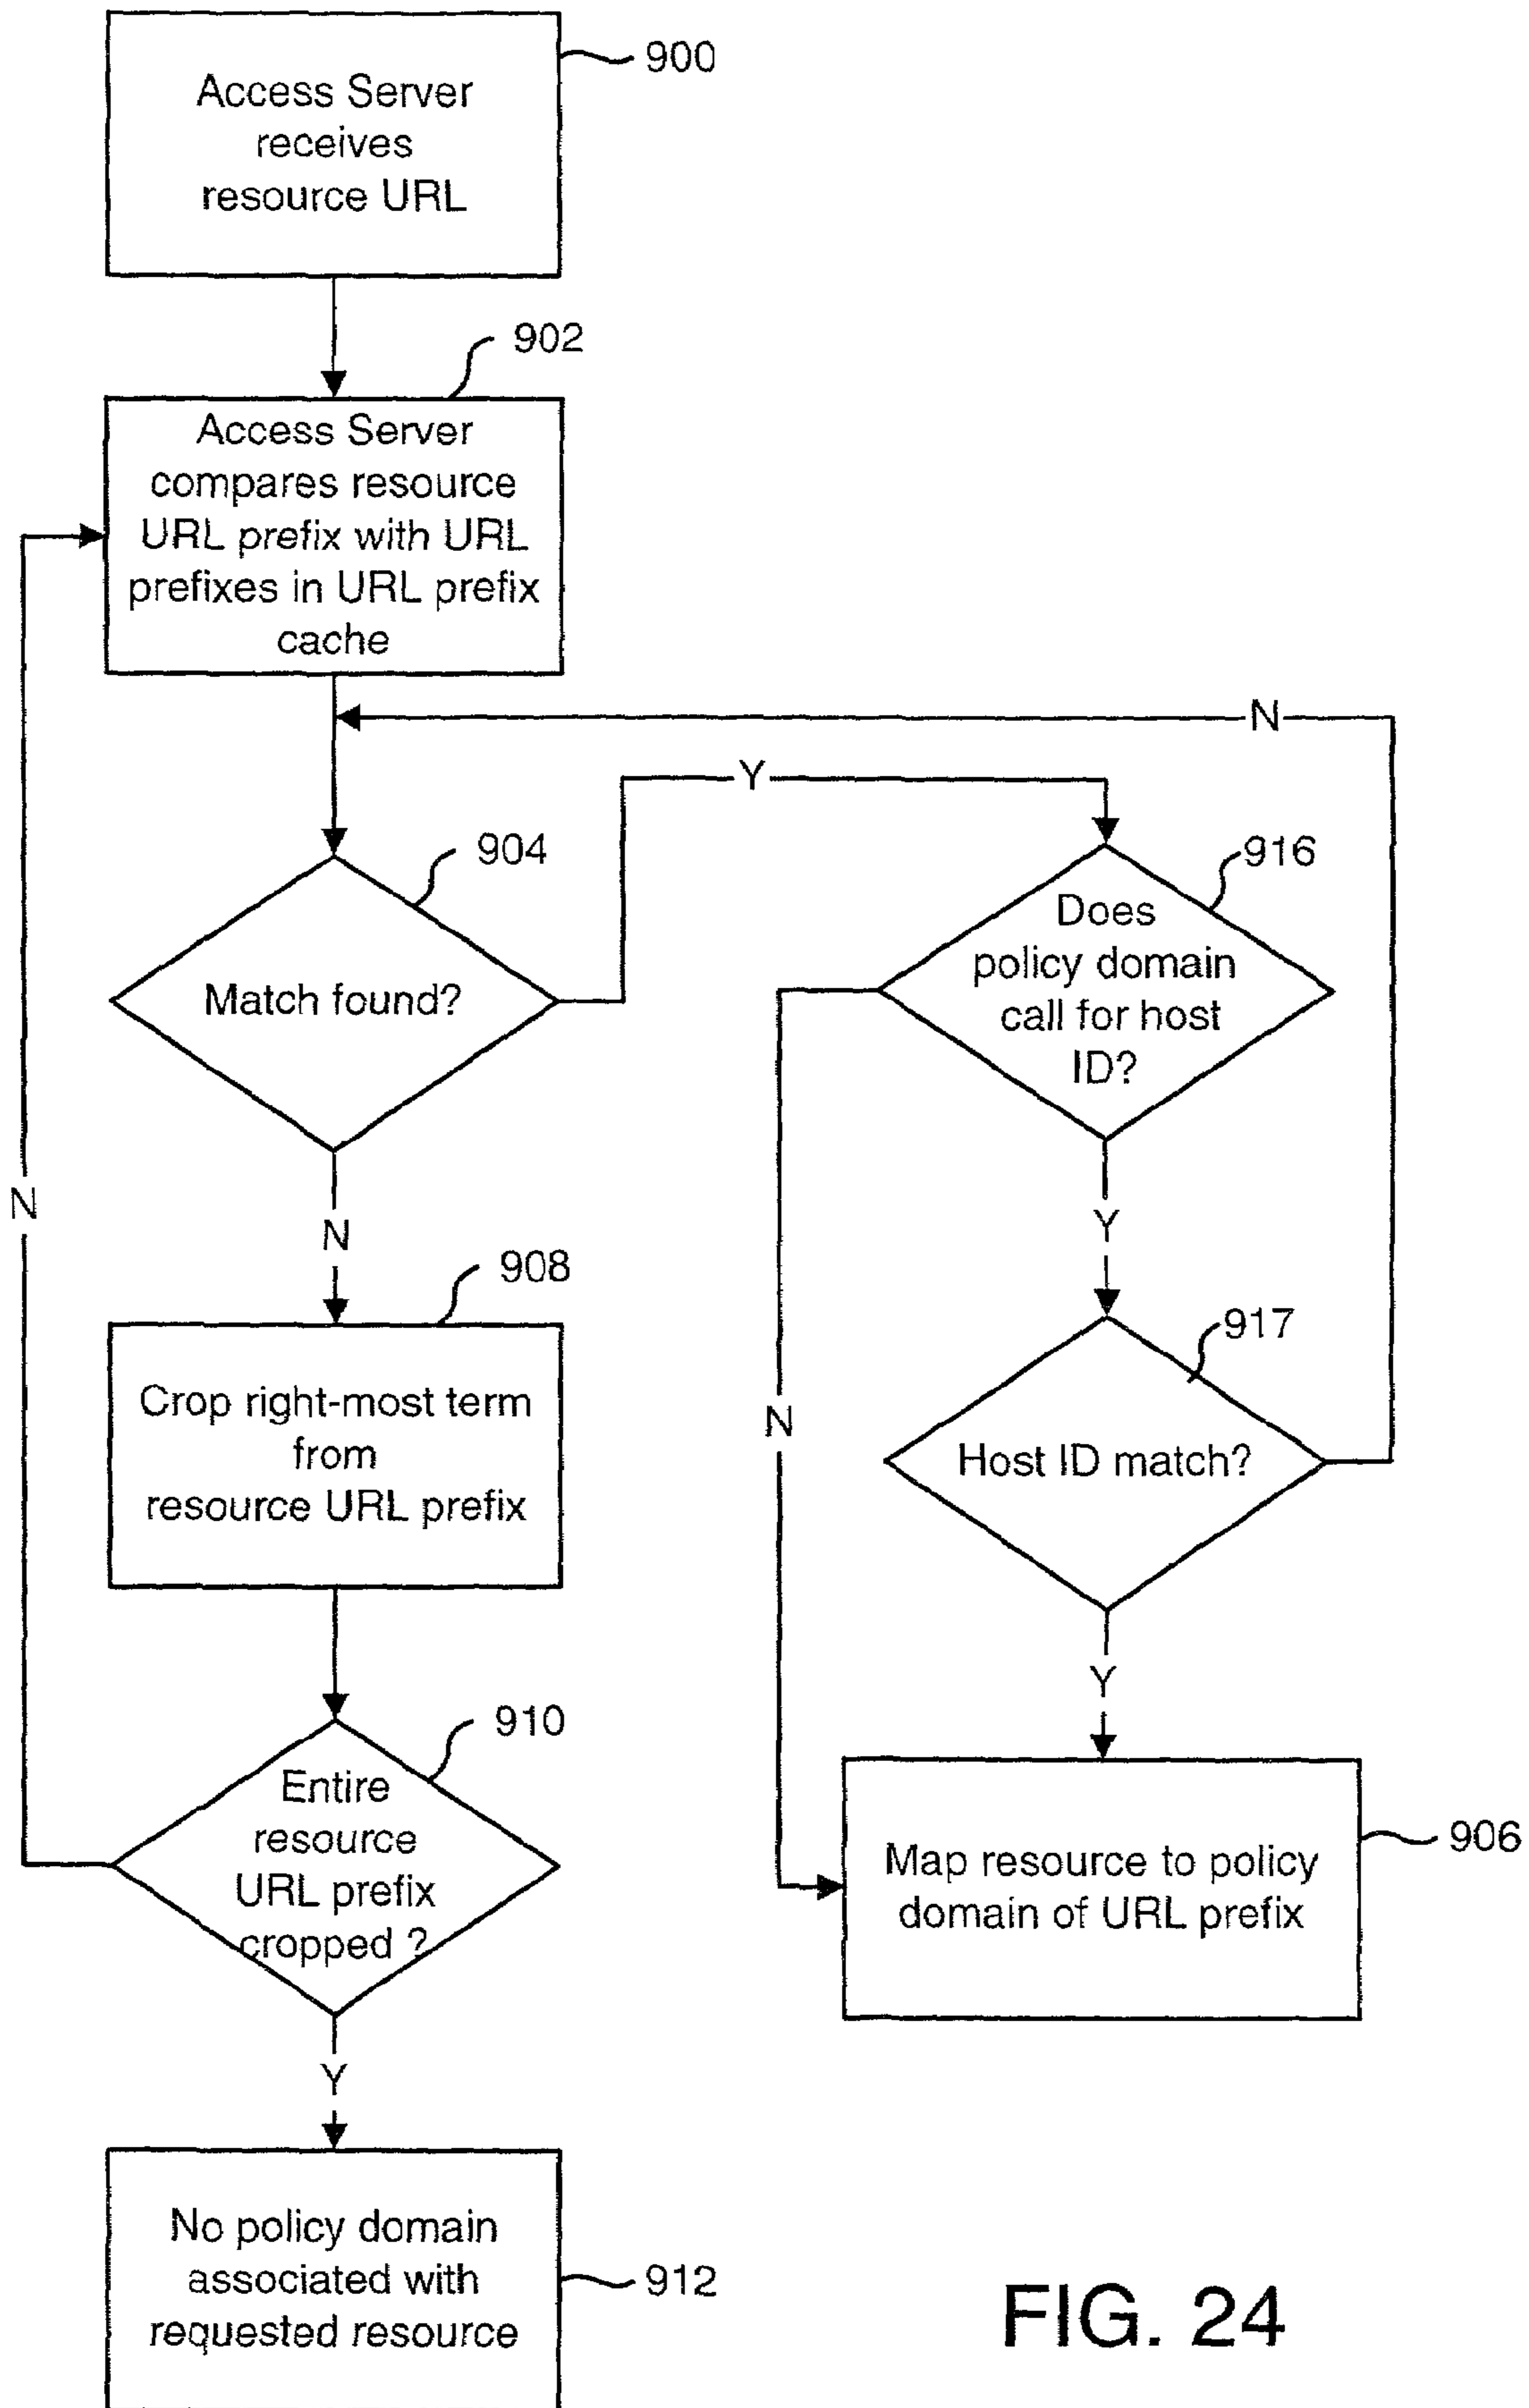 Access Server
receives
resource URL
900
902
Access Server
compares resource
URL prefix with URL
prefixes in URL prefix
cache
N
Y
904
Match found?
916
Does
policy domain
call for host
ID?
N
N
Y
908
Crop right-most term
from
resource URL prefix
N
917
Host ID match?
Y
910
Entire
resource
URL prefix
cropped ?
Map resource to policy
domain of URL prefix
906
Y
No policy domain
associated with
requested resource
912
FIG. 24